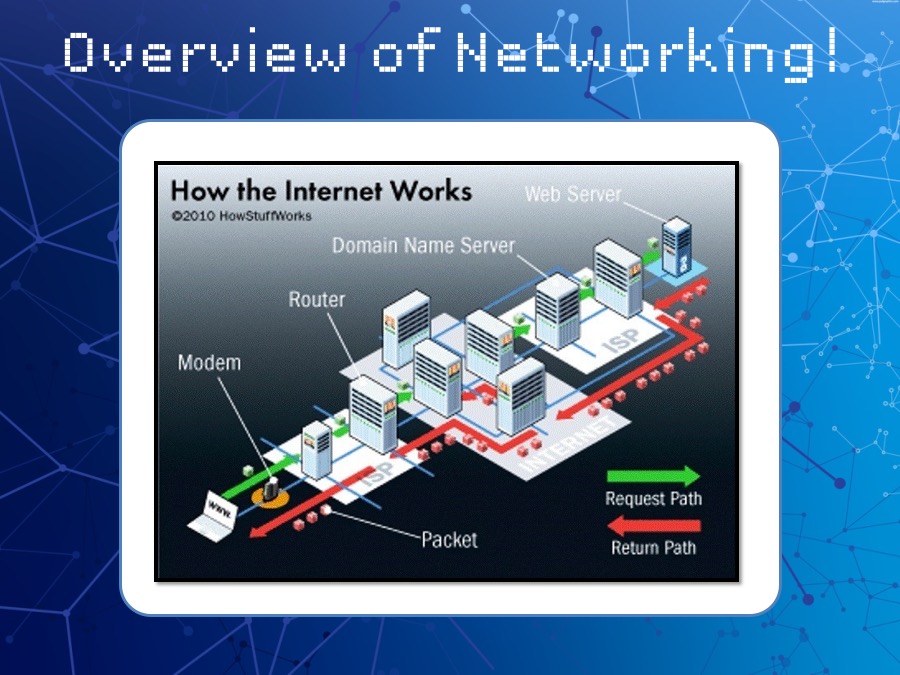 Overview of Networking!
How the Internet Works
©2010 HowStuffWorks
Web Server
Domain Name Server
Router
Modem
ISP
INTERNET
ISP
www.
Request Path
Return Path
Packet